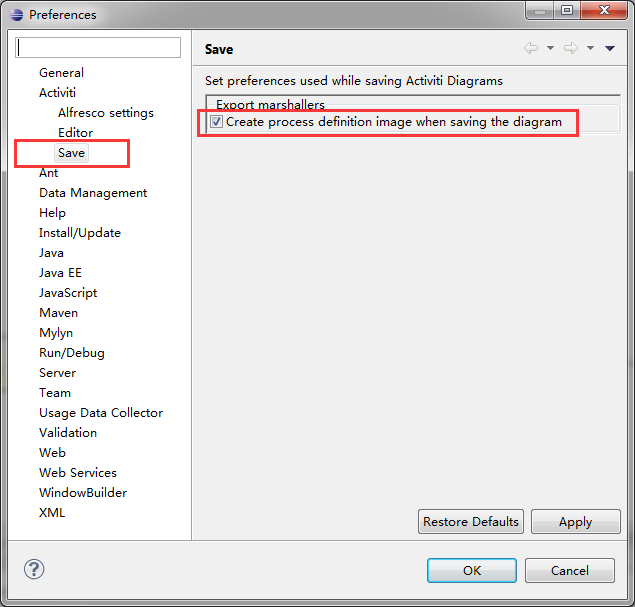 Preferences
General
Activiti
Alfresco settings
Editor
Save
Ant
Data Management
Help
Install/Update
Java
Java EE
JavaScript
Maven
Mylyn
Run/Debug
Server
Team
Usage Data Collector
Validation
Web
Web Services
WindowBuilder
XML
Save
Set preferences used while saving Activiti Diagrams
Export marshallers
Create process definition image when saving the diagram
Restore Defaults
Apply
?
OK
Cancel